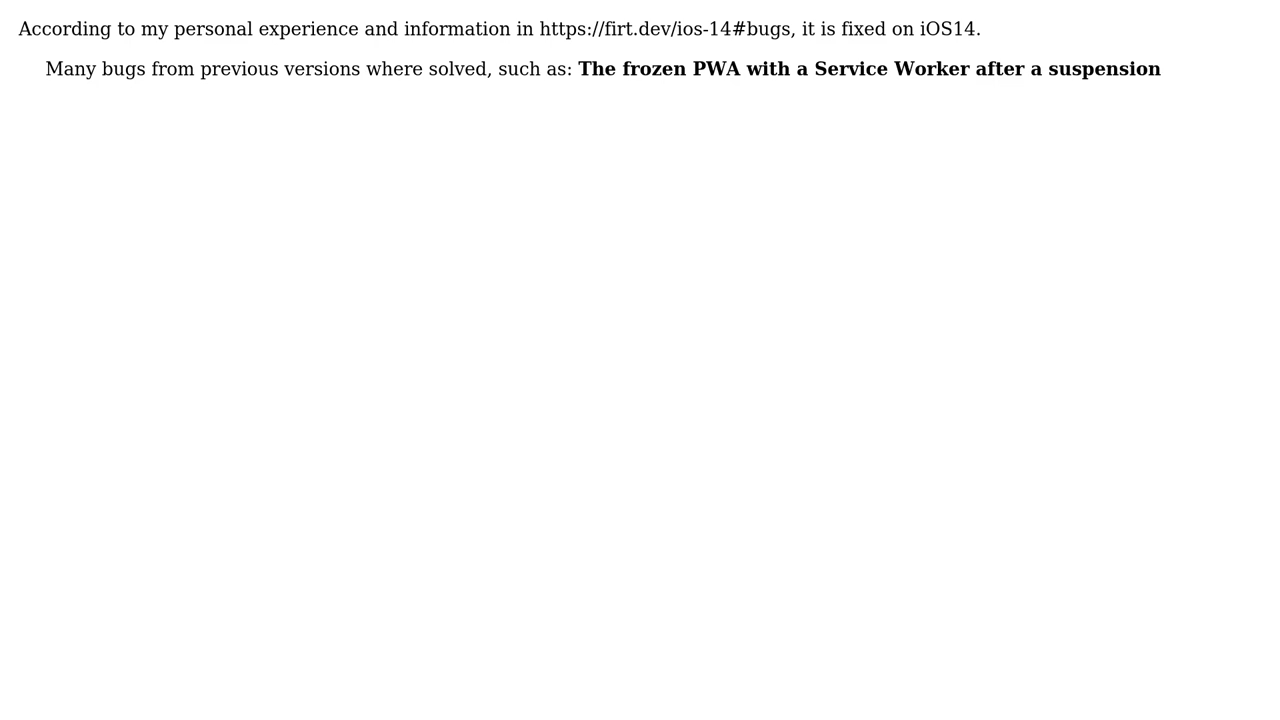 According to my personal experience and information in https://firt.dev/ios-14#bugs, it is fixed on iOS14.
Many bugs from previous versions where solved, such as: The frozen PWA with a Service Worker after a suspension